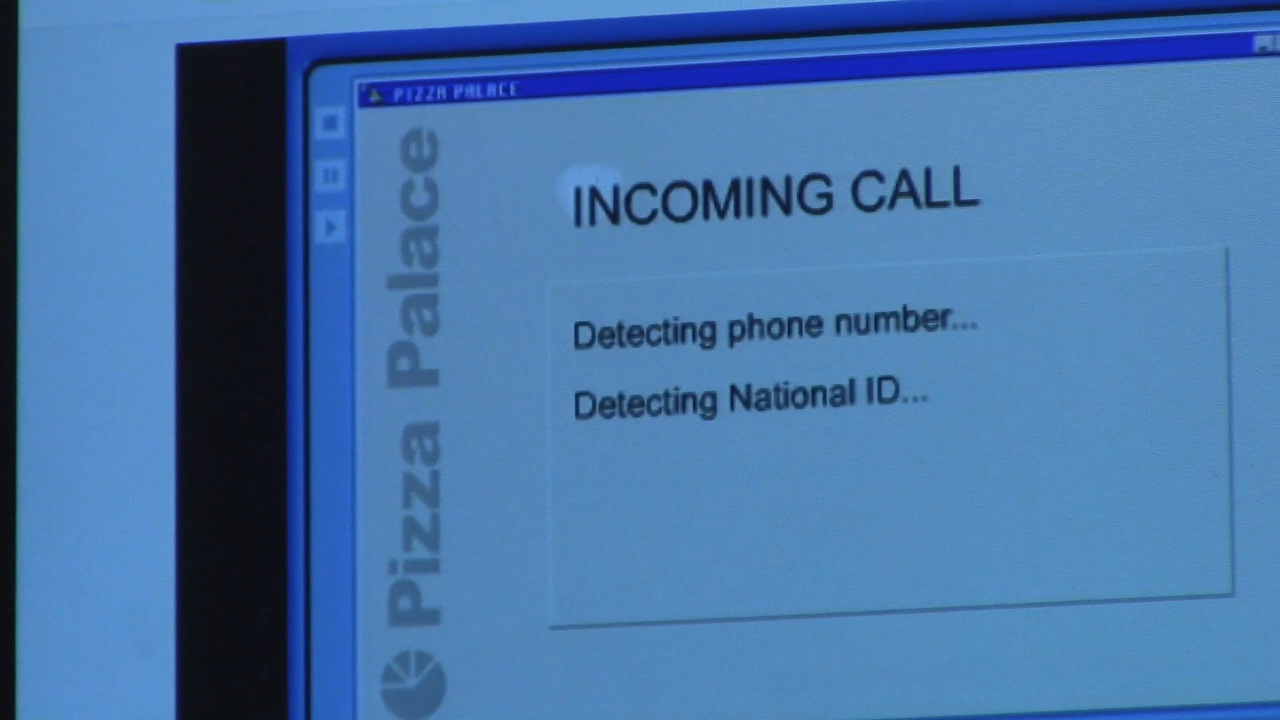 PIZZA PALACE
Pizza Palace
INCOMING CALL
Detecting phone number...
Detecting National ID...